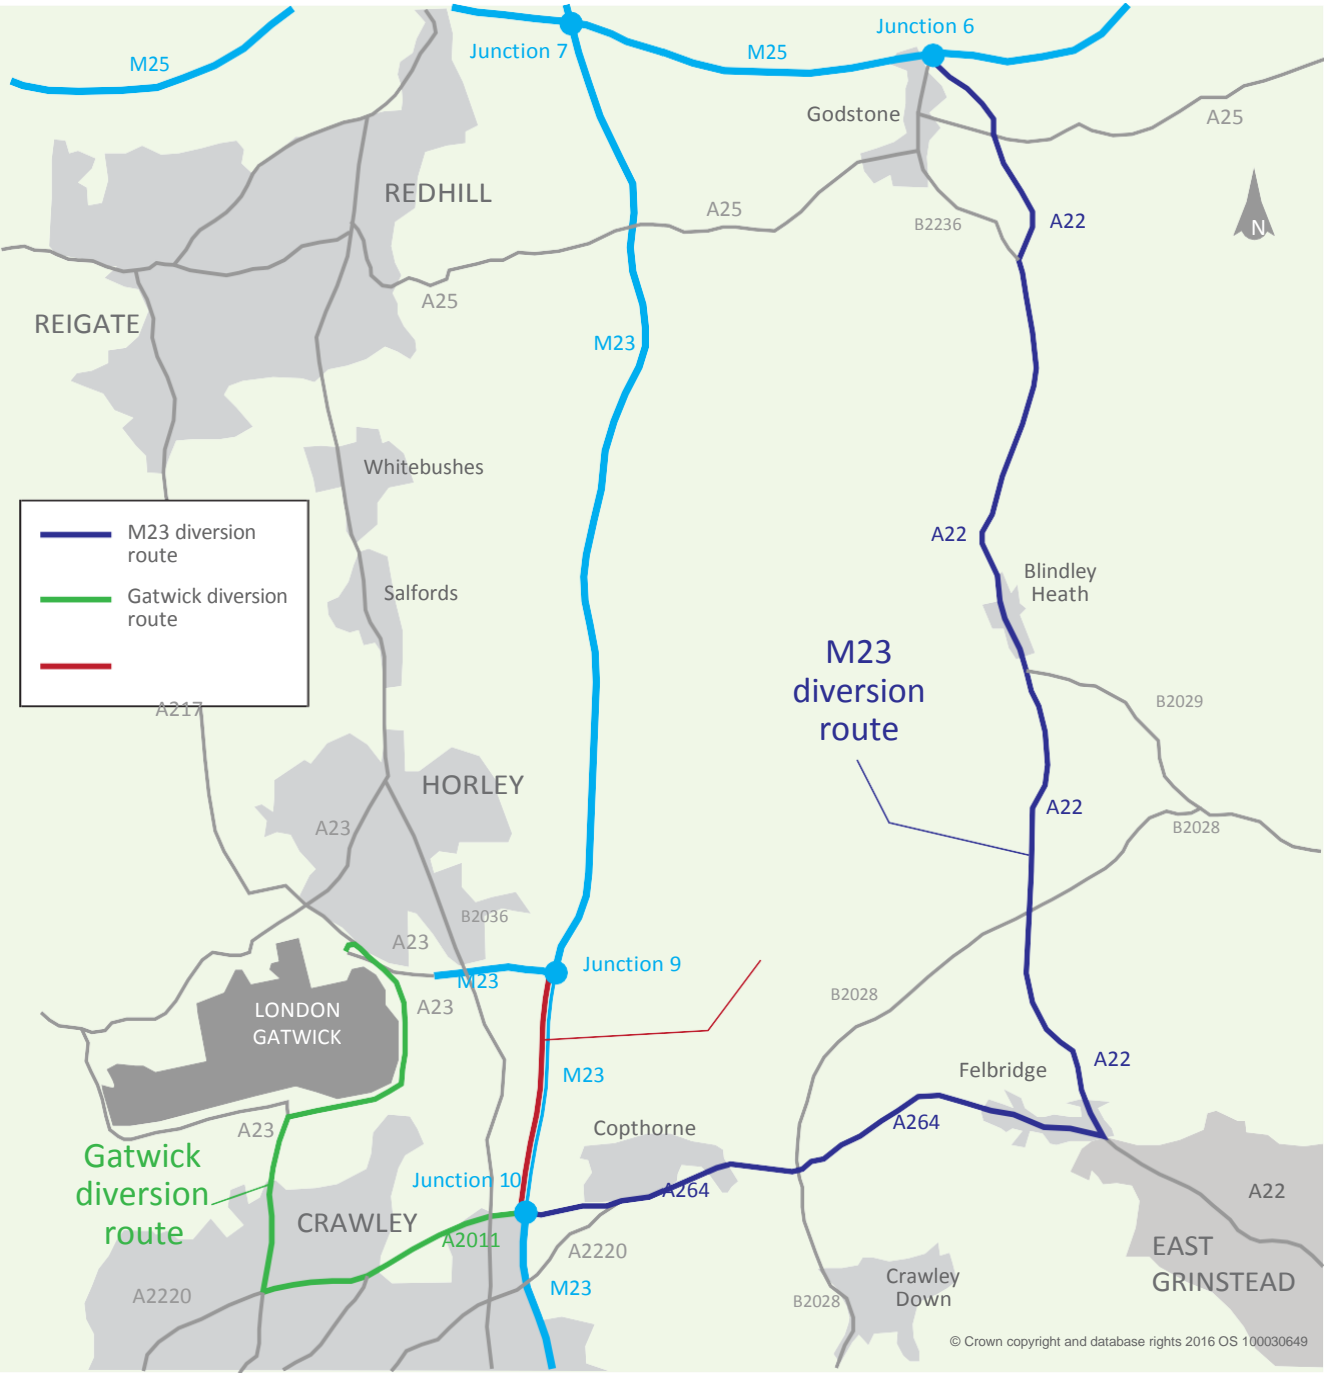 Junction 6
Junction 7
M25
M25
Godstone
A25
REDHILL
A25
B2236
A22
N
A25
REIGATE
M23
Whitebushes
M23 diversion
route
A22
Blindley
Heath
Gatwick diversion
route
Salfords
M23
diversion
route
A217
B2029
HORLEY
A22
A23
B2028
B2036
A23
Junction 9
M23
B2028
A23
LONDON
GATWICK
A22
Felbridge
M23
A23
Copthorne
A264
Gatwick
diversion
route
Junction 10
A264
A22
CRAWLEY
A2011
A2220
EAST
GRINSTEAD
Crawley
Down
M23
A2220
B2028
© Crown copyright and database rights 2016 OS 100030649